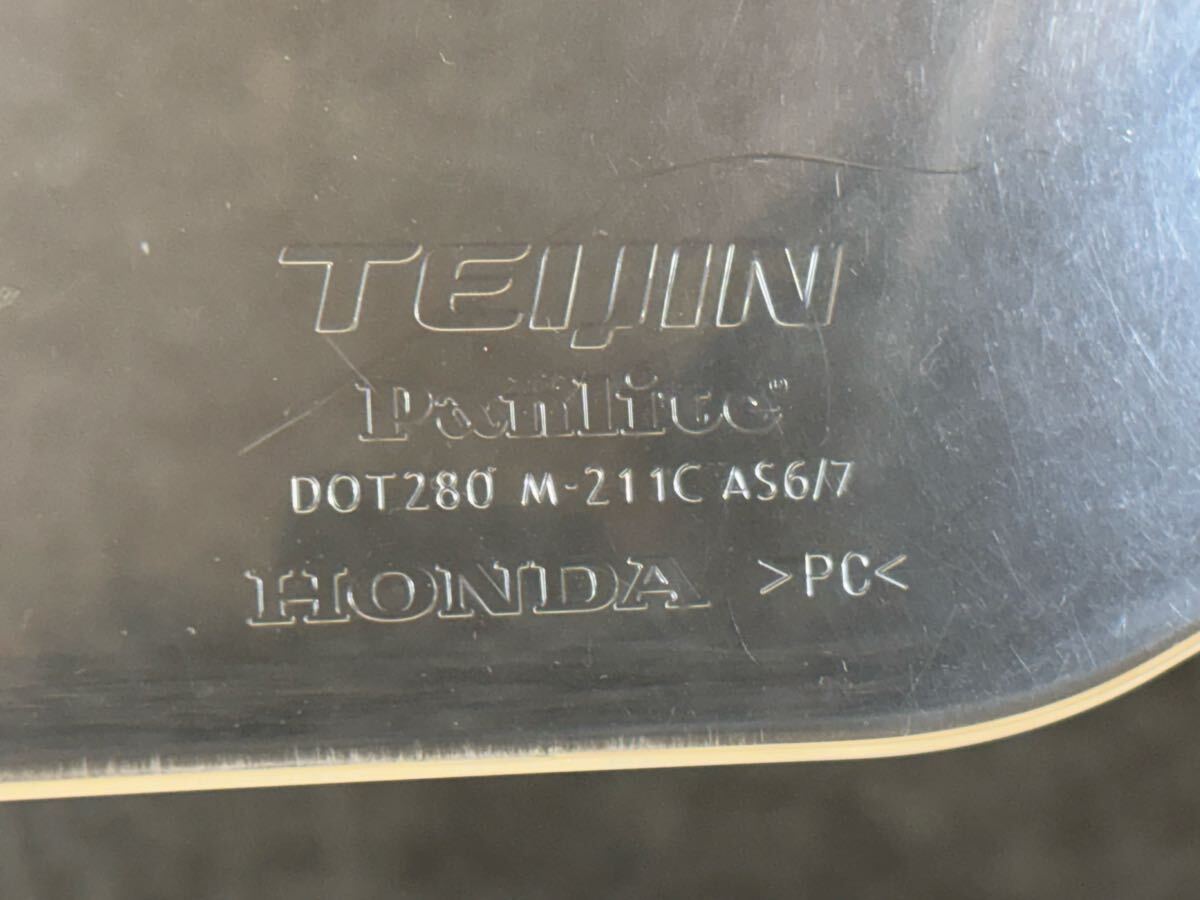 TEIJIN
Panlite
DOT280 M-211C AS6/7
HONDA >PC<